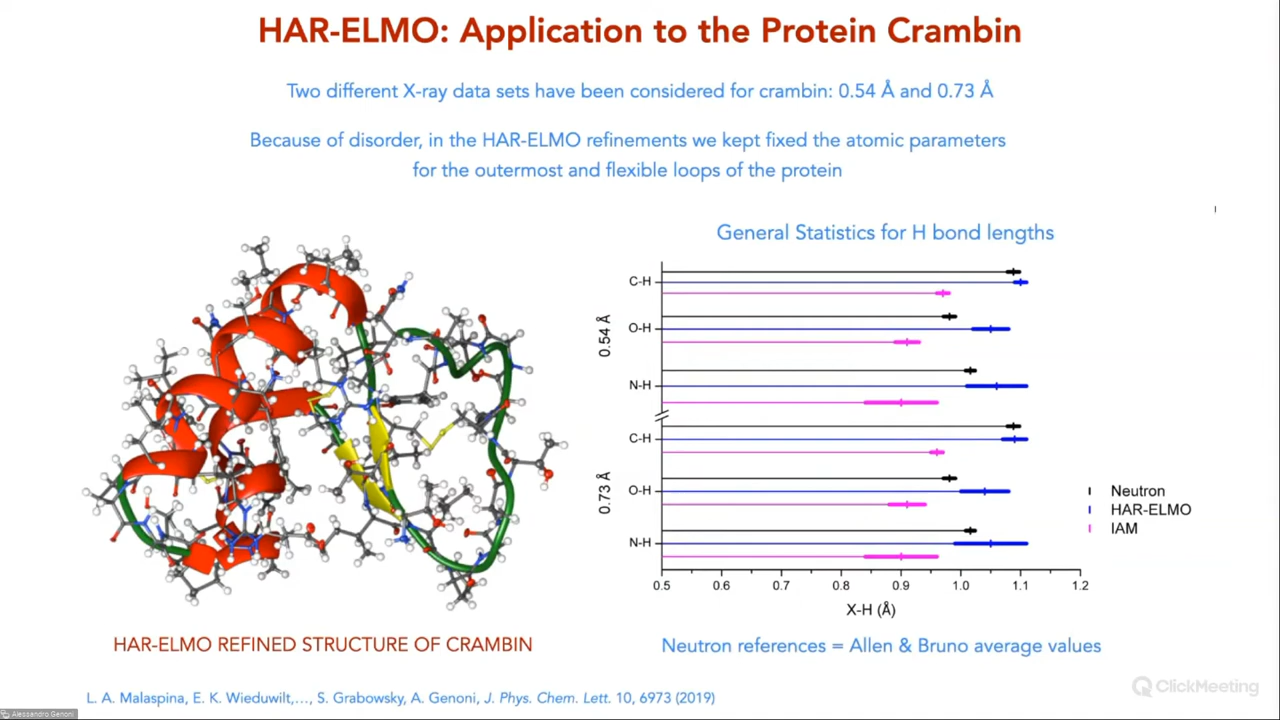 HAR-ELMO: Application to the Protein Crambin
Two different X-ray data sets have been considered for crambin: 0.54 Å and 0.73 Å
Because of disorder, in the HAR-ELMO refinements we kept fixed the atomic parameters
for the outermost and flexible loops of the protein
General Statistics for H bond lengths
0.54 Å
C-H
O-H
N-H
0.73 Å
C-H
O-H
N-H
Neutron
HAR-ELMO
IAM
0.5 0.6 0.7 0.8 0.9 1.0 1.1 1.2
X-H (Å)
HAR-ELMO REFINED STRUCTURE OF CRAMBIN
Neutron references = Allen & Bruno average values
L. A. Malaspina, E. K. Wieduwilt,..., S. Grabowsky, A. Genoni, J. Phys. Chem. Lett. 10, 6973 (2019)
ClickMeeting
Alessandro Genoni